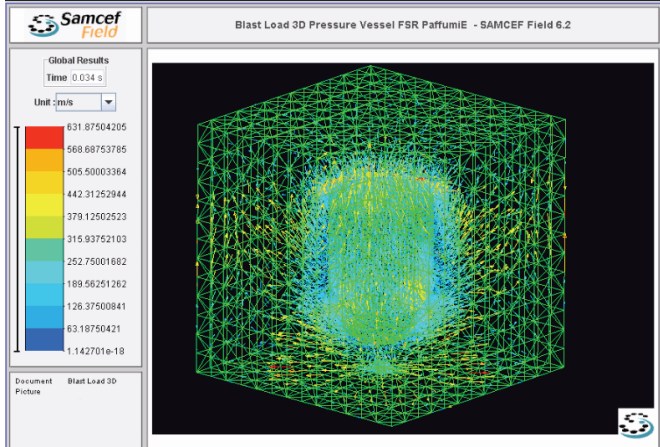 Samcef
Field
Blast Load 3D Pressure Vessel FSR PaffumiE - SAMCEF Field 6.2
Global Results
Time 0.034 s
Unit : m/s
631.87504205
568.68753785
505.50003364
442.31252944
379.12502523
315.93752103
252.75001682
189.56251262
126.37500841
63.18750421
1.142701e-18
Document Blast Load 3D
Picture